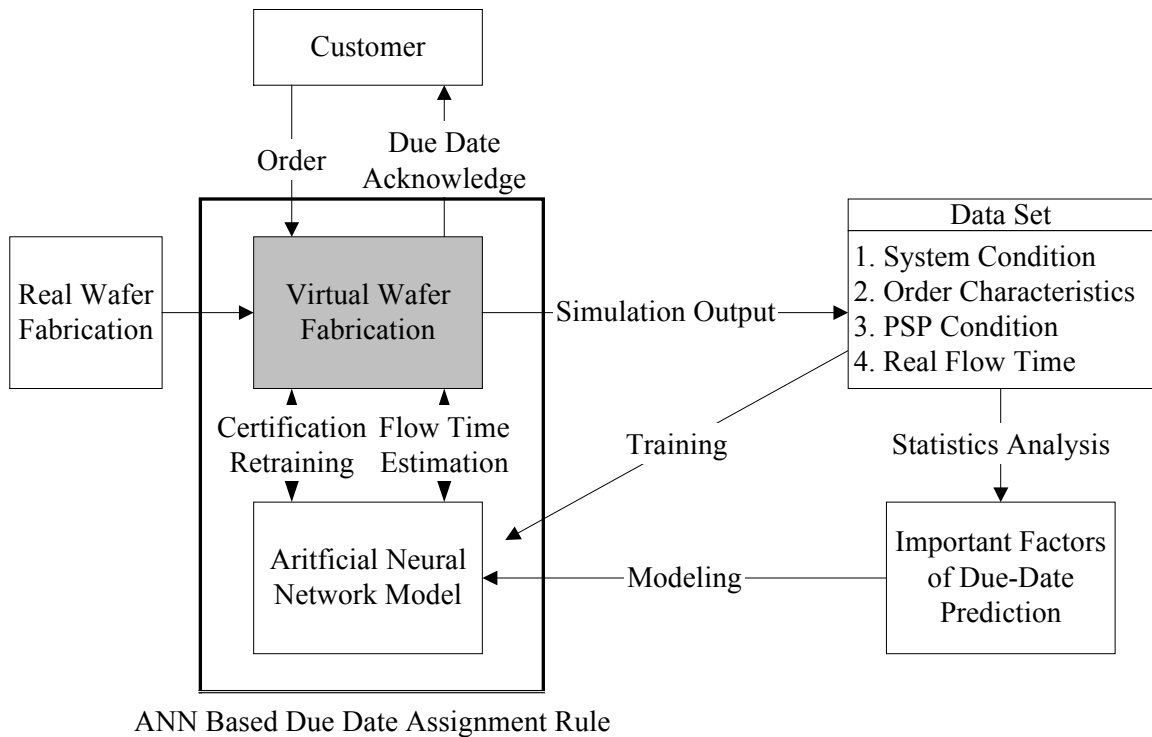 Customer
Order
Due Date
Acknowledge
Real Wafer
Fabrication
Virtual Wafer
Fabrication
Simulation Output
Data Set
1. System Condition
2. Order Characteristics
3. PSP Condition
4. Real Flow Time
Certification
Retraining
Flow Time
Estimation
Training
Statistics Analysis
Aritficial Neural
Network Model
Modeling
Important Factors
of Due-Date
Prediction
ANN Based Due Date Assignment Rule